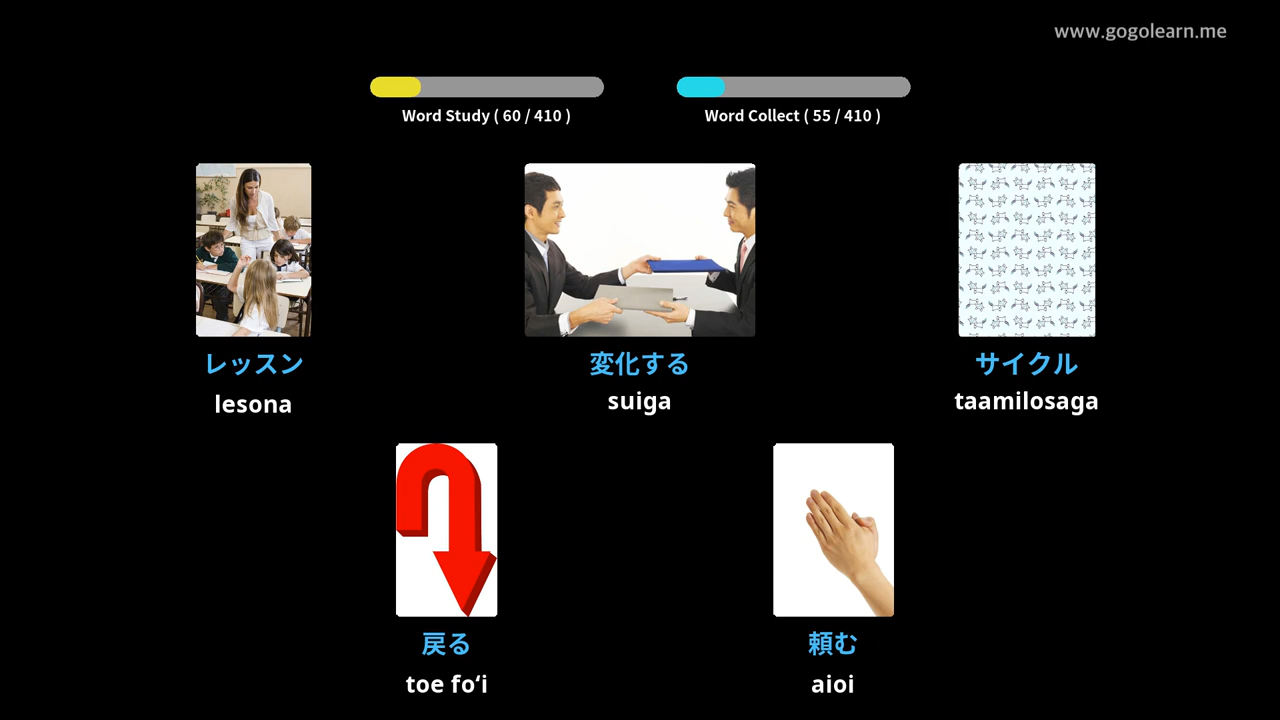 www.gogolearn.me
Word Study ( 60 / 410 )
Word Collect ( 55 / 410 )
レッスン
lesona
変化する
suiga
サイクル
taamilosaga
戻る
toe foʻi
頼む
aioi